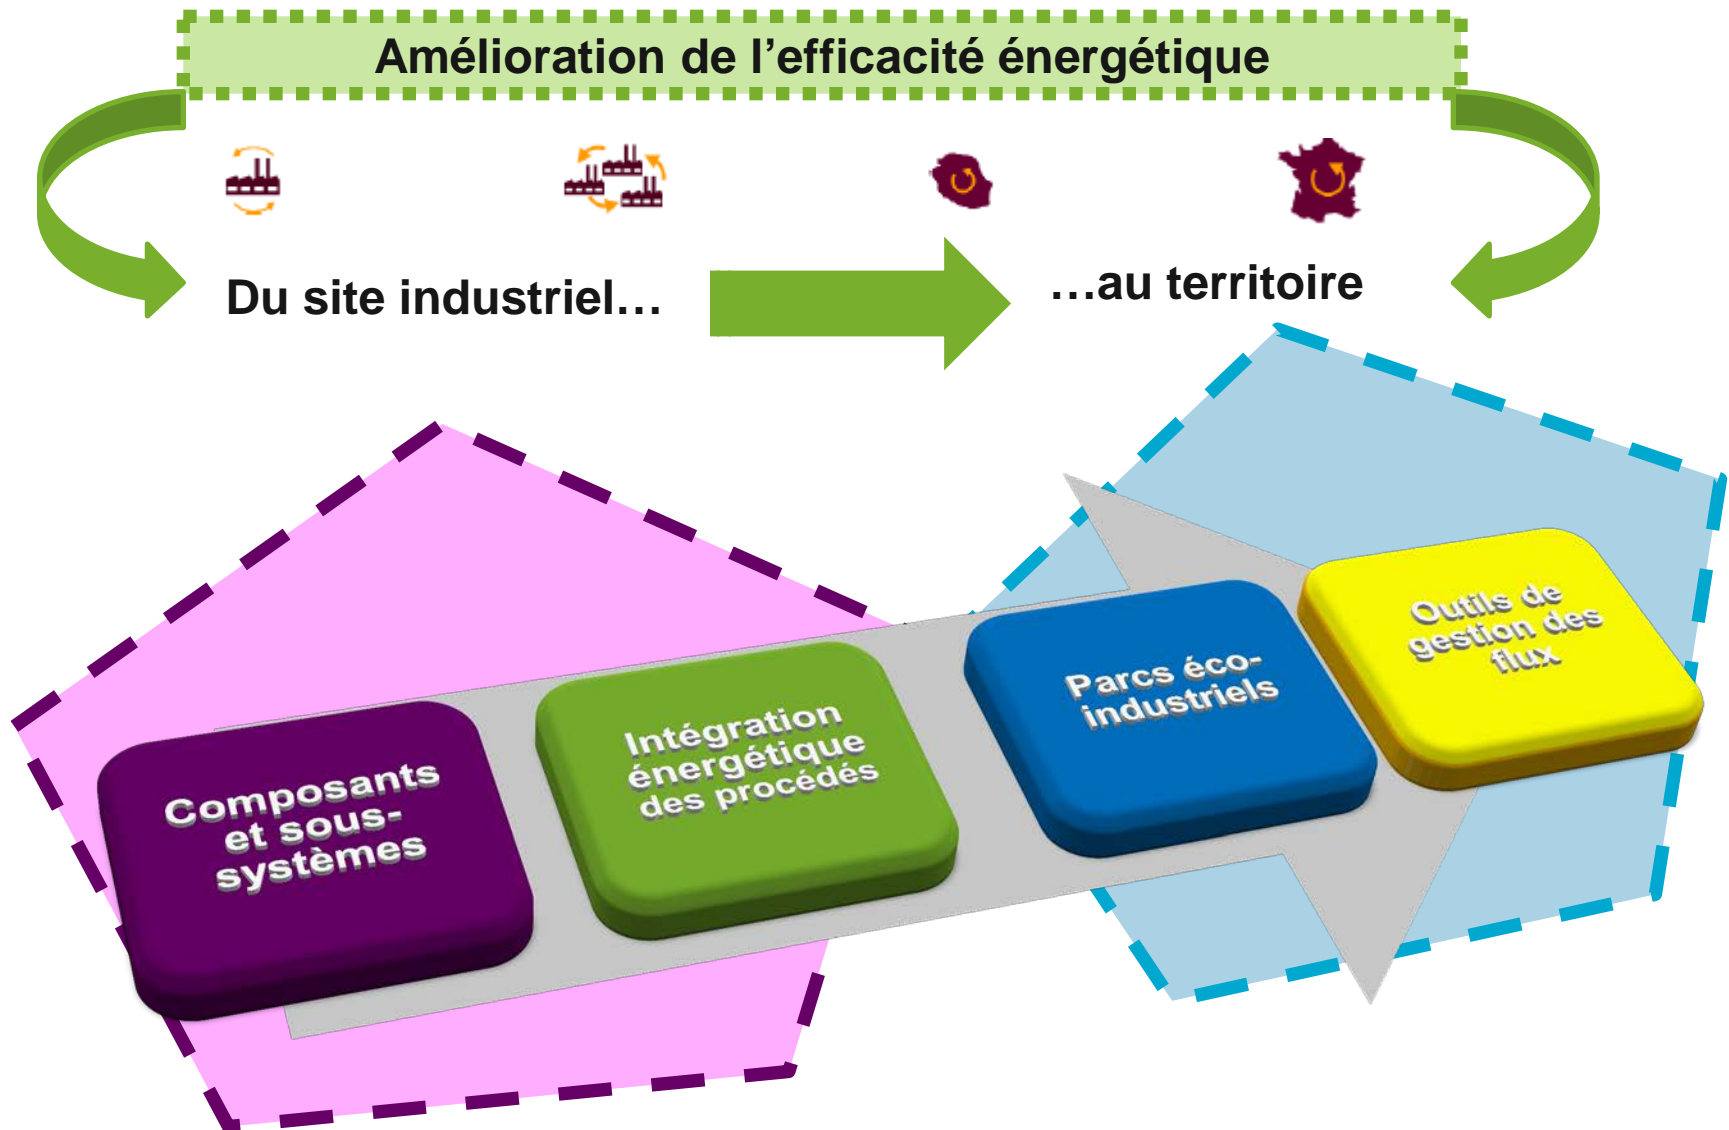 Amélioration de l’efficacité énergétique
Du site industriel…
…au territoire
Composants
et sous-
systèmes
Intégration
énergétique
des procédés
Parcs éco-
industriels
Outils de
gestion des
flux